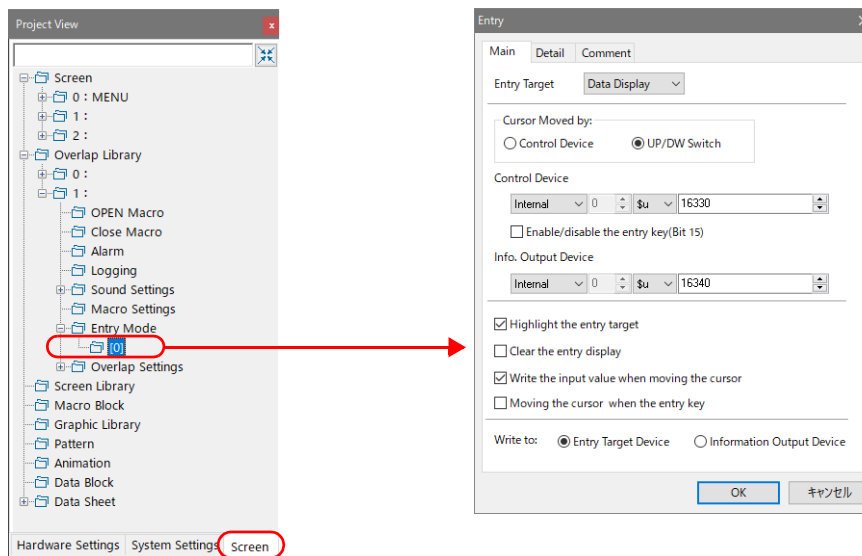 Project View
x
Screen
0 : MENU
1 :
2 :
Overlap Library
0 :
1 :
OPEN Macro
Close Macro
Alarm
Logging
Sound Settings
Macro Settings
Entry Mode
[0]
Overlap Settings
Screen Library
Macro Block
Graphic Library
Pattern
Animation
Data Block
Data Sheet
Hardware Settings System Settings Screen
Entry
Main Detail Comment
Entry Target Data Display
Cursor Moved by:
Control Device UP/DW Switch
Control Device
Internal 0 $u 16330
Enable/disable the entry key(Bit 15)
Info. Output Device
Internal 0 $u 16340
Highlight the entry target
Clear the entry display
Write the input value when moving the cursor
Moving the cursor when the entry key
Write to: Entry Target Device Information Output Device
OK キャンセル